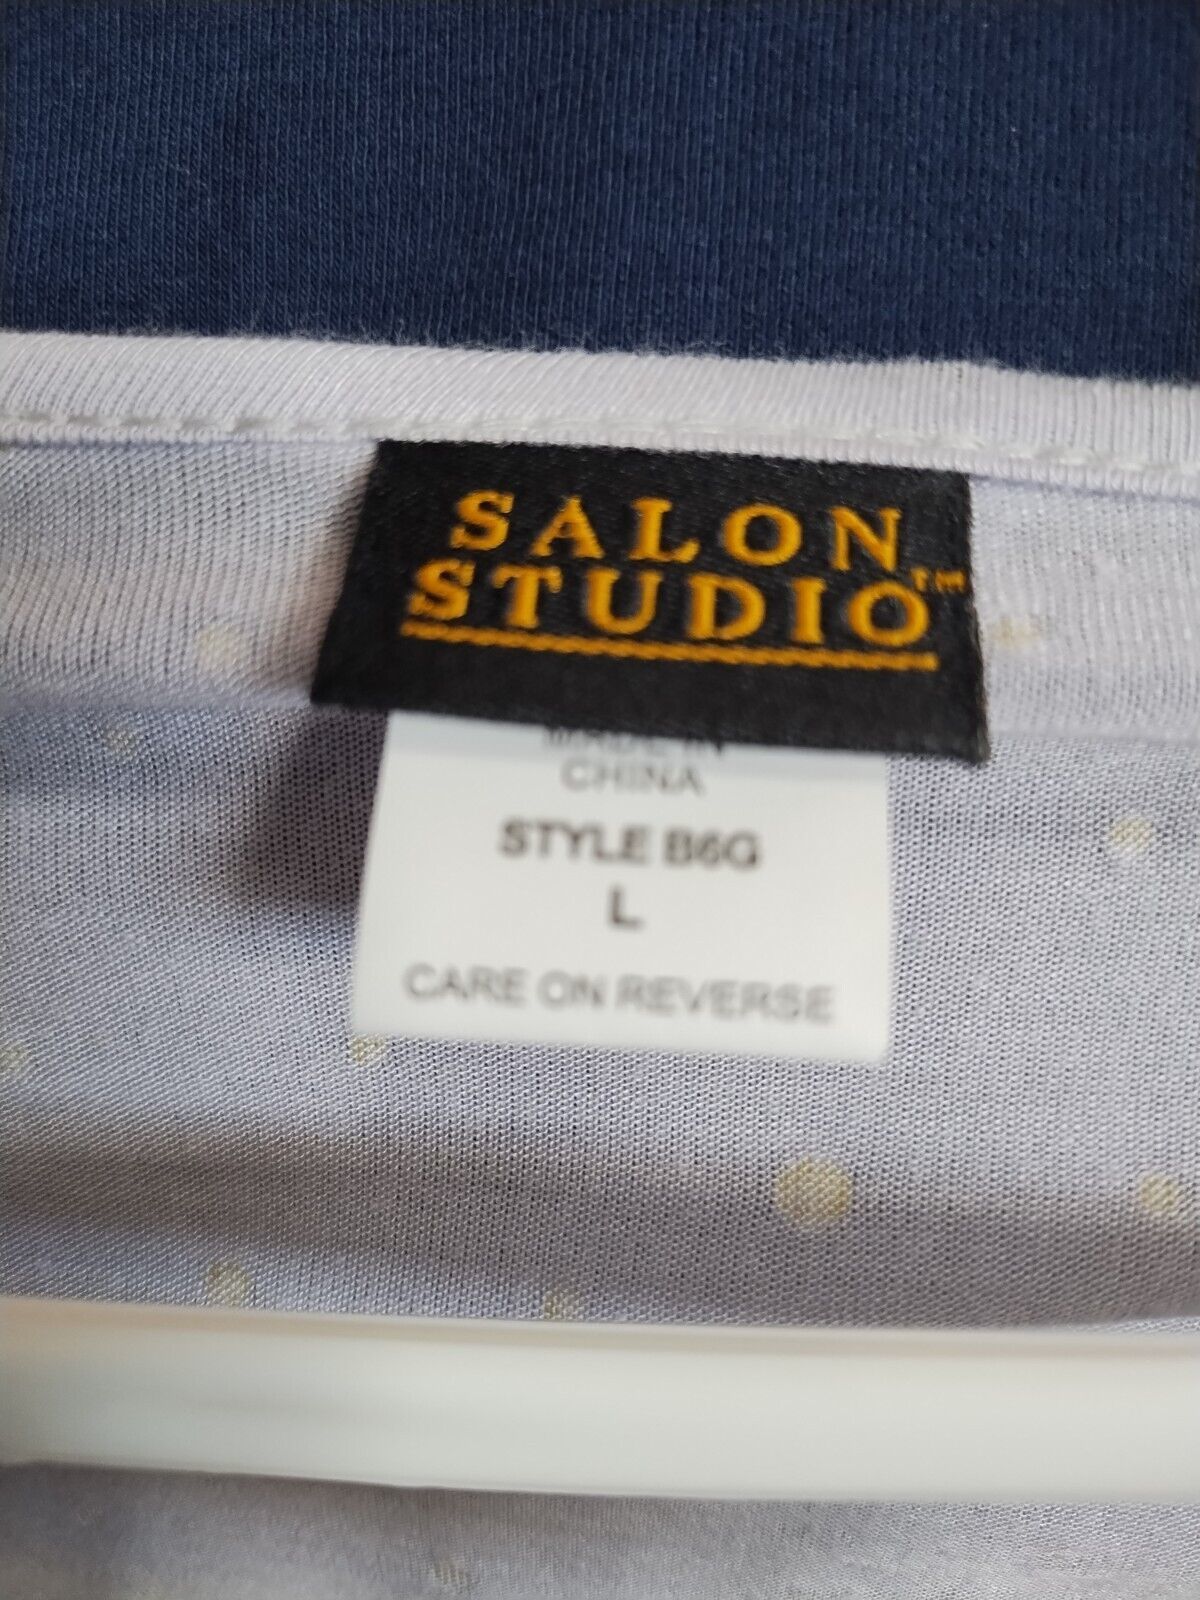 SALON
STUDIO™
MADE IN
CHINA
STYLE B6G
L
CARE ON REVERSE